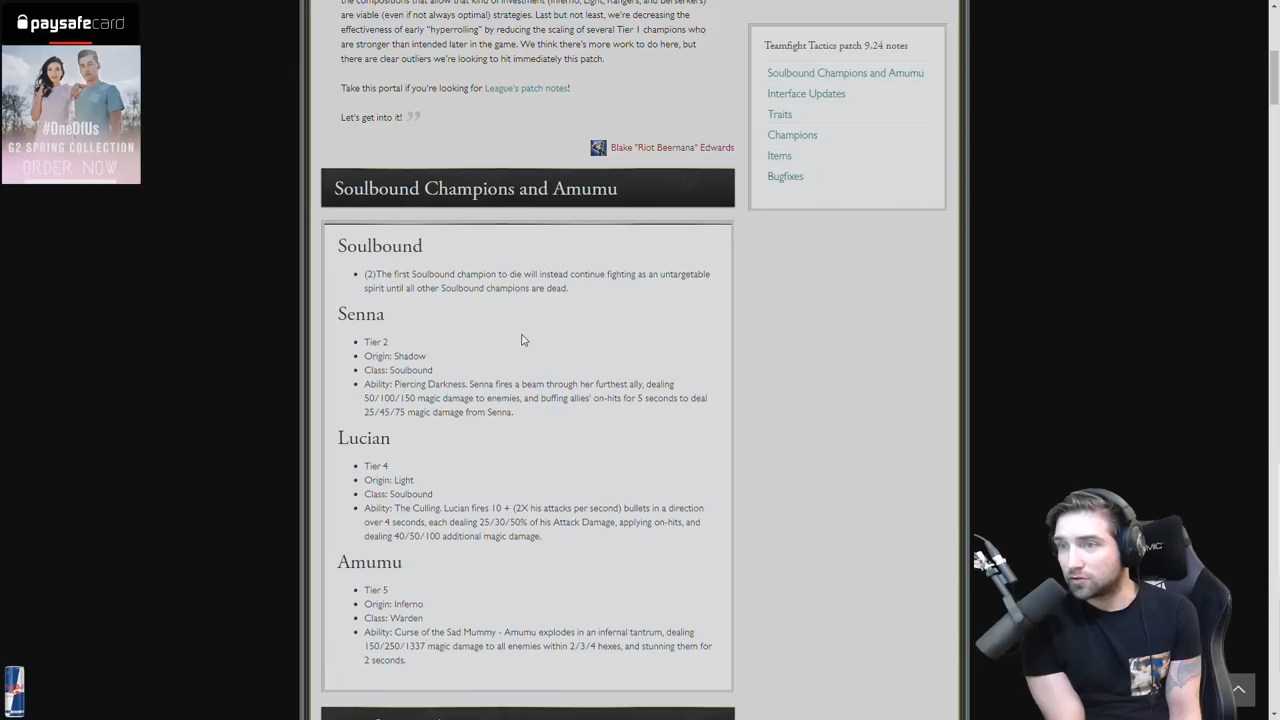 paysafecard
#OneOfUs
G2 SPRING COLLECTION
ORDER NOW
are viable (even if not always optimal) strategies. Last but not least, we're decreasing the
effectiveness of early "hyperrolling" by reducing the scaling of several Tier 1 champions who
are stronger than intended later in the game. We think there's more work to do here, but
there are clear outliers we're looking to hit immediately this patch.
Take this portal if you're looking for League's patch notes!
Let's get into it!
Blake "Riot Beernana" Edwards
Soulbound Champions and Amumu
Soulbound
• (2)The first Soulbound champion to die will instead continue fighting as an untargetable
spirit until all other Soulbound champions are dead.
Senna
• Tier 2
• Origin: Shadow
• Class: Soulbound
• Ability: Piercing Darkness. Senna fires a beam through her furthest ally, dealing
50/100/150 magic damage to enemies, and buffing allies' on-hits for 5 seconds to deal
25/45/75 magic damage from Senna.
Lucian
• Tier 4
• Origin: Light
• Class: Soulbound
• Ability: The Culling. Lucian fires 10 + (2X his attacks per second) bullets in a direction
over 4 seconds, each dealing 25/30/50% of his Attack Damage, applying on-hits, and
dealing 40/50/100 additional magic damage.
Amumu
• Tier 5
• Origin: Inferno
• Class: Warden
• Ability: Curse of the Sad Mummy - Amumu explodes in an infernal tantrum, dealing
150/250/1337 magic damage to all enemies within 2/3/4 hexes, and stunning them for
2 seconds.
Teamfight Tactics patch 9.24 notes
Soulbound Champions and Amumu
Interface Updates
Traits
Champions
Items
Bugfixes